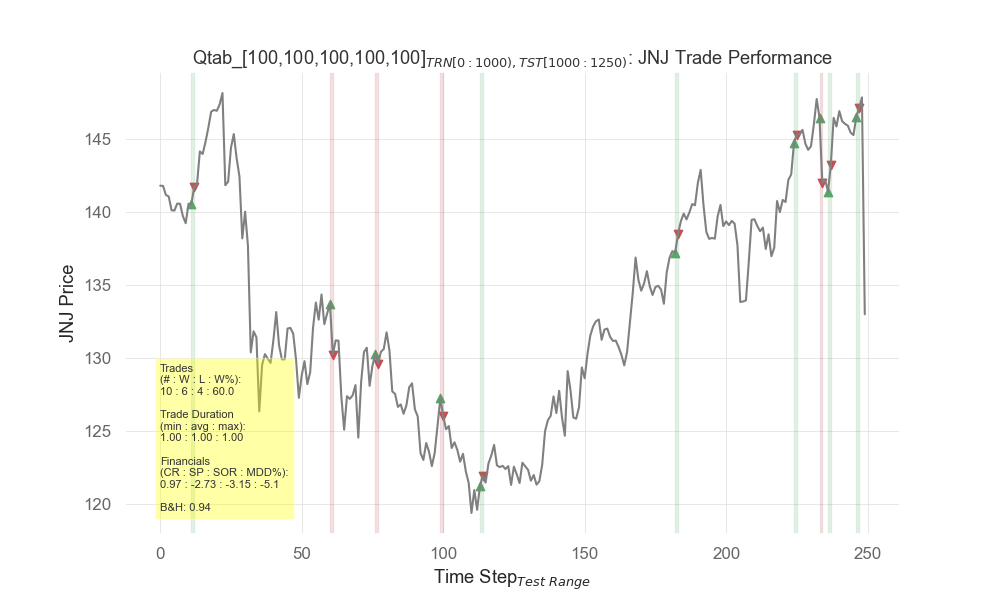 Qtab_[100,100,100,100,100]TRN[0 : 1000), TST[1000 : 1250): JNJ Trade Performance
145
140
135
130
125
120
JNJ Price
Trades
(# : W : L : W%):
10 : 6 : 4 : 60.0
Trade Duration
(min : avg : max):
1.00 : 1.00 : 1.00
Financials
(CR : SP : SOR : MDD%):
0.97 : -2.73 : -3.15 : -5.1
B&H: 0.94
0 50 100 150 200 250
Time Step Test Range